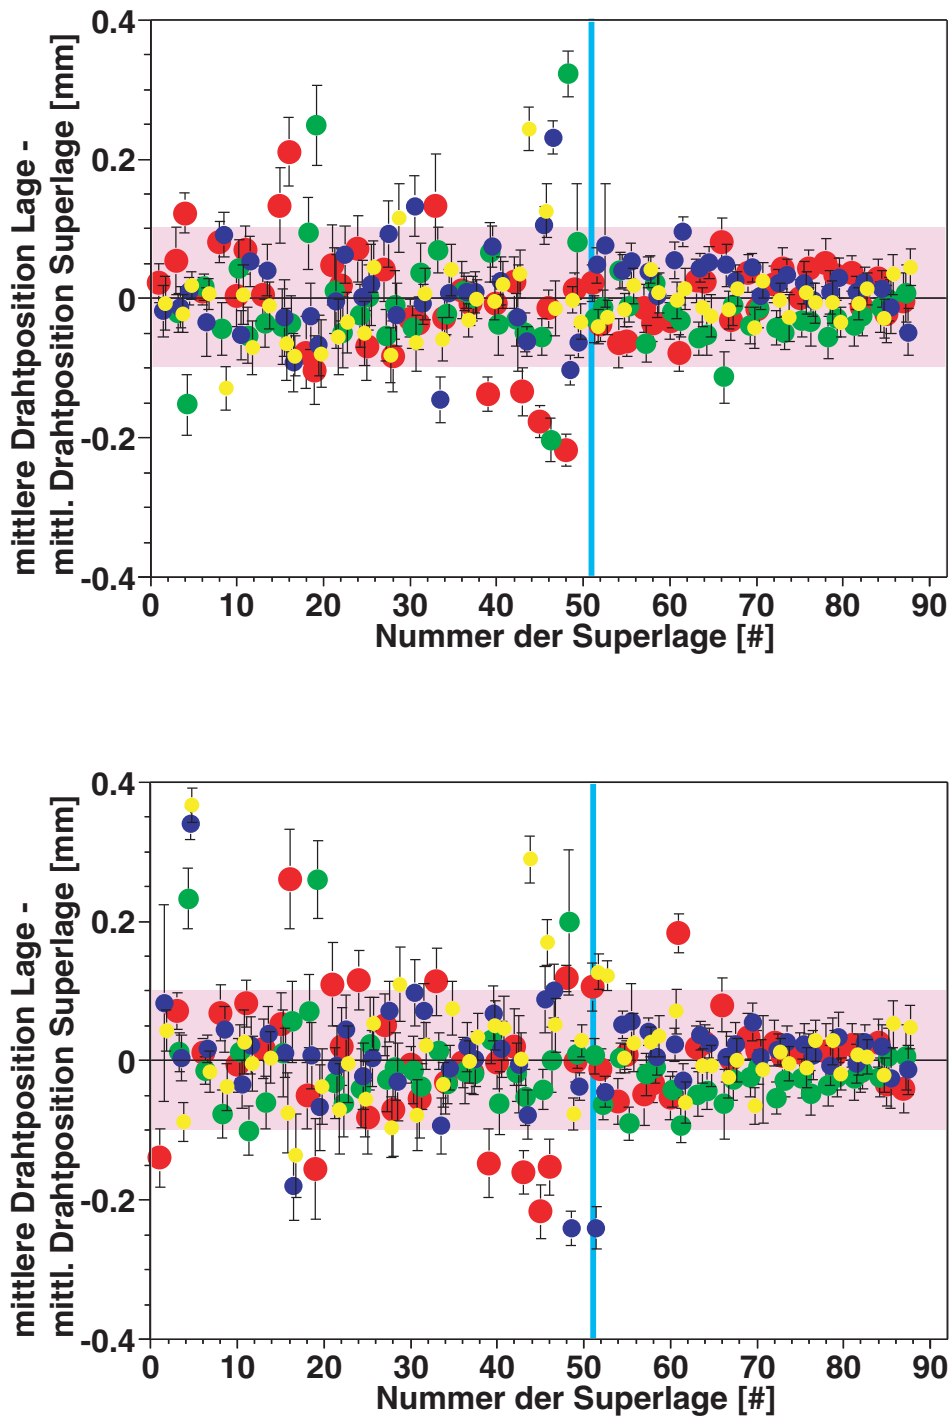 mittlere Drahtposition Lage -
mittl. Drahtposition Superlage [mm]
0.4
0.2
0
-0.2
-0.4
0 10 20 30 40 50 60 70 80 90
Nummer der Superlage [#]
mittlere Drahtposition Lage -
mittl. Drahtposition Superlage [mm]
0.4
0.2
0
-0.2
-0.4
0 10 20 30 40 50 60 70 80 90
Nummer der Superlage [#]